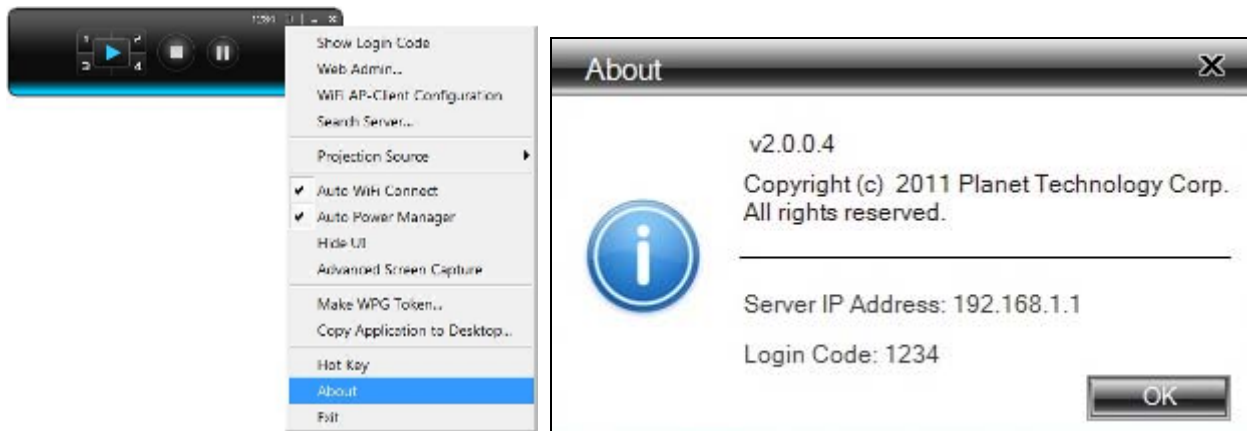 1 2
3 4
Show Login Code
Web Admin...
WiFi AP-Client Configuration
Search Server...
Projection Source
Auto WiFi Connect
Auto Power Manager
Hide UI
Advanced Screen Capture
Make WPG Token...
Copy Application to Desktop...
Hot Key
About
Exit
About
v2.0.0.4
Copyright (c) 2011 Planet Technology Corp.
All rights reserved.
Server IP Address: 192.168.1.1
Login Code: 1234
OK